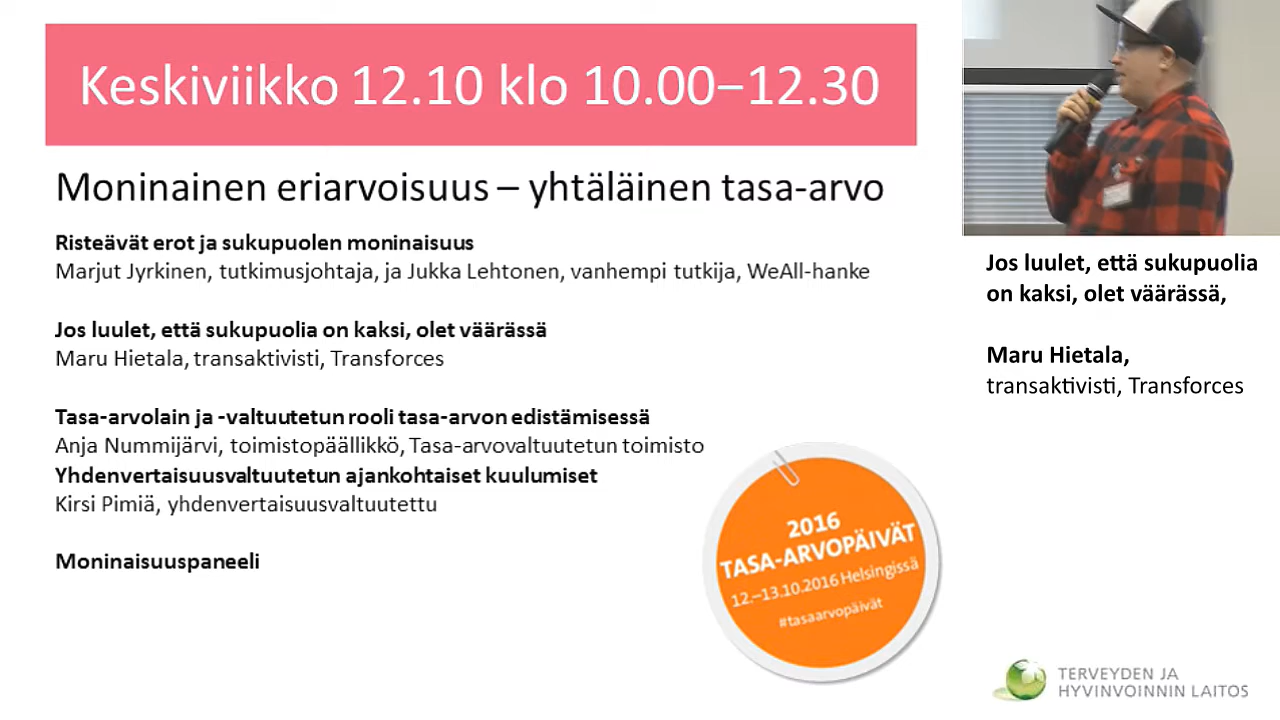 Keskiviikko 12.10 klo 10.00–12.30
Moninainen eriarvoisuus – yhtäläinen tasa-arvo
Risteävät erot ja sukupuolen moninaisuus
Marjut Jyrkinen, tutkimusjohtaja, ja Jukka Lehtonen, vanhempi tutkija, WeAll-hanke
Jos luulet, että sukupuolia on kaksi, olet väärässä
Maru Hietala, transaktivisti, Transforces
Tasa-arvolain ja -valtuutetun rooli tasa-arvon edistämisessä
Anja Nummijärvi, toimistopäällikkö, Tasa-arvovaltuutetun toimisto
Yhdenvertaisuusvaltuutetun ajankohtaiset kuulumiset
Kirsi Pimiä, yhdenvertaisuusvaltuutettu
Moninaisuuspaneeli
2016
TASA-ARVOPÄIVÄT
12.–13.10.2016 Helsingissä
#tasaarvopäivät
Jos luulet, että sukupuolia
on kaksi, olet väärässä,
Maru Hietala,
transaktivisti, Transforces
TERVEYDEN JA
HYVINVOINNIN LAITOS